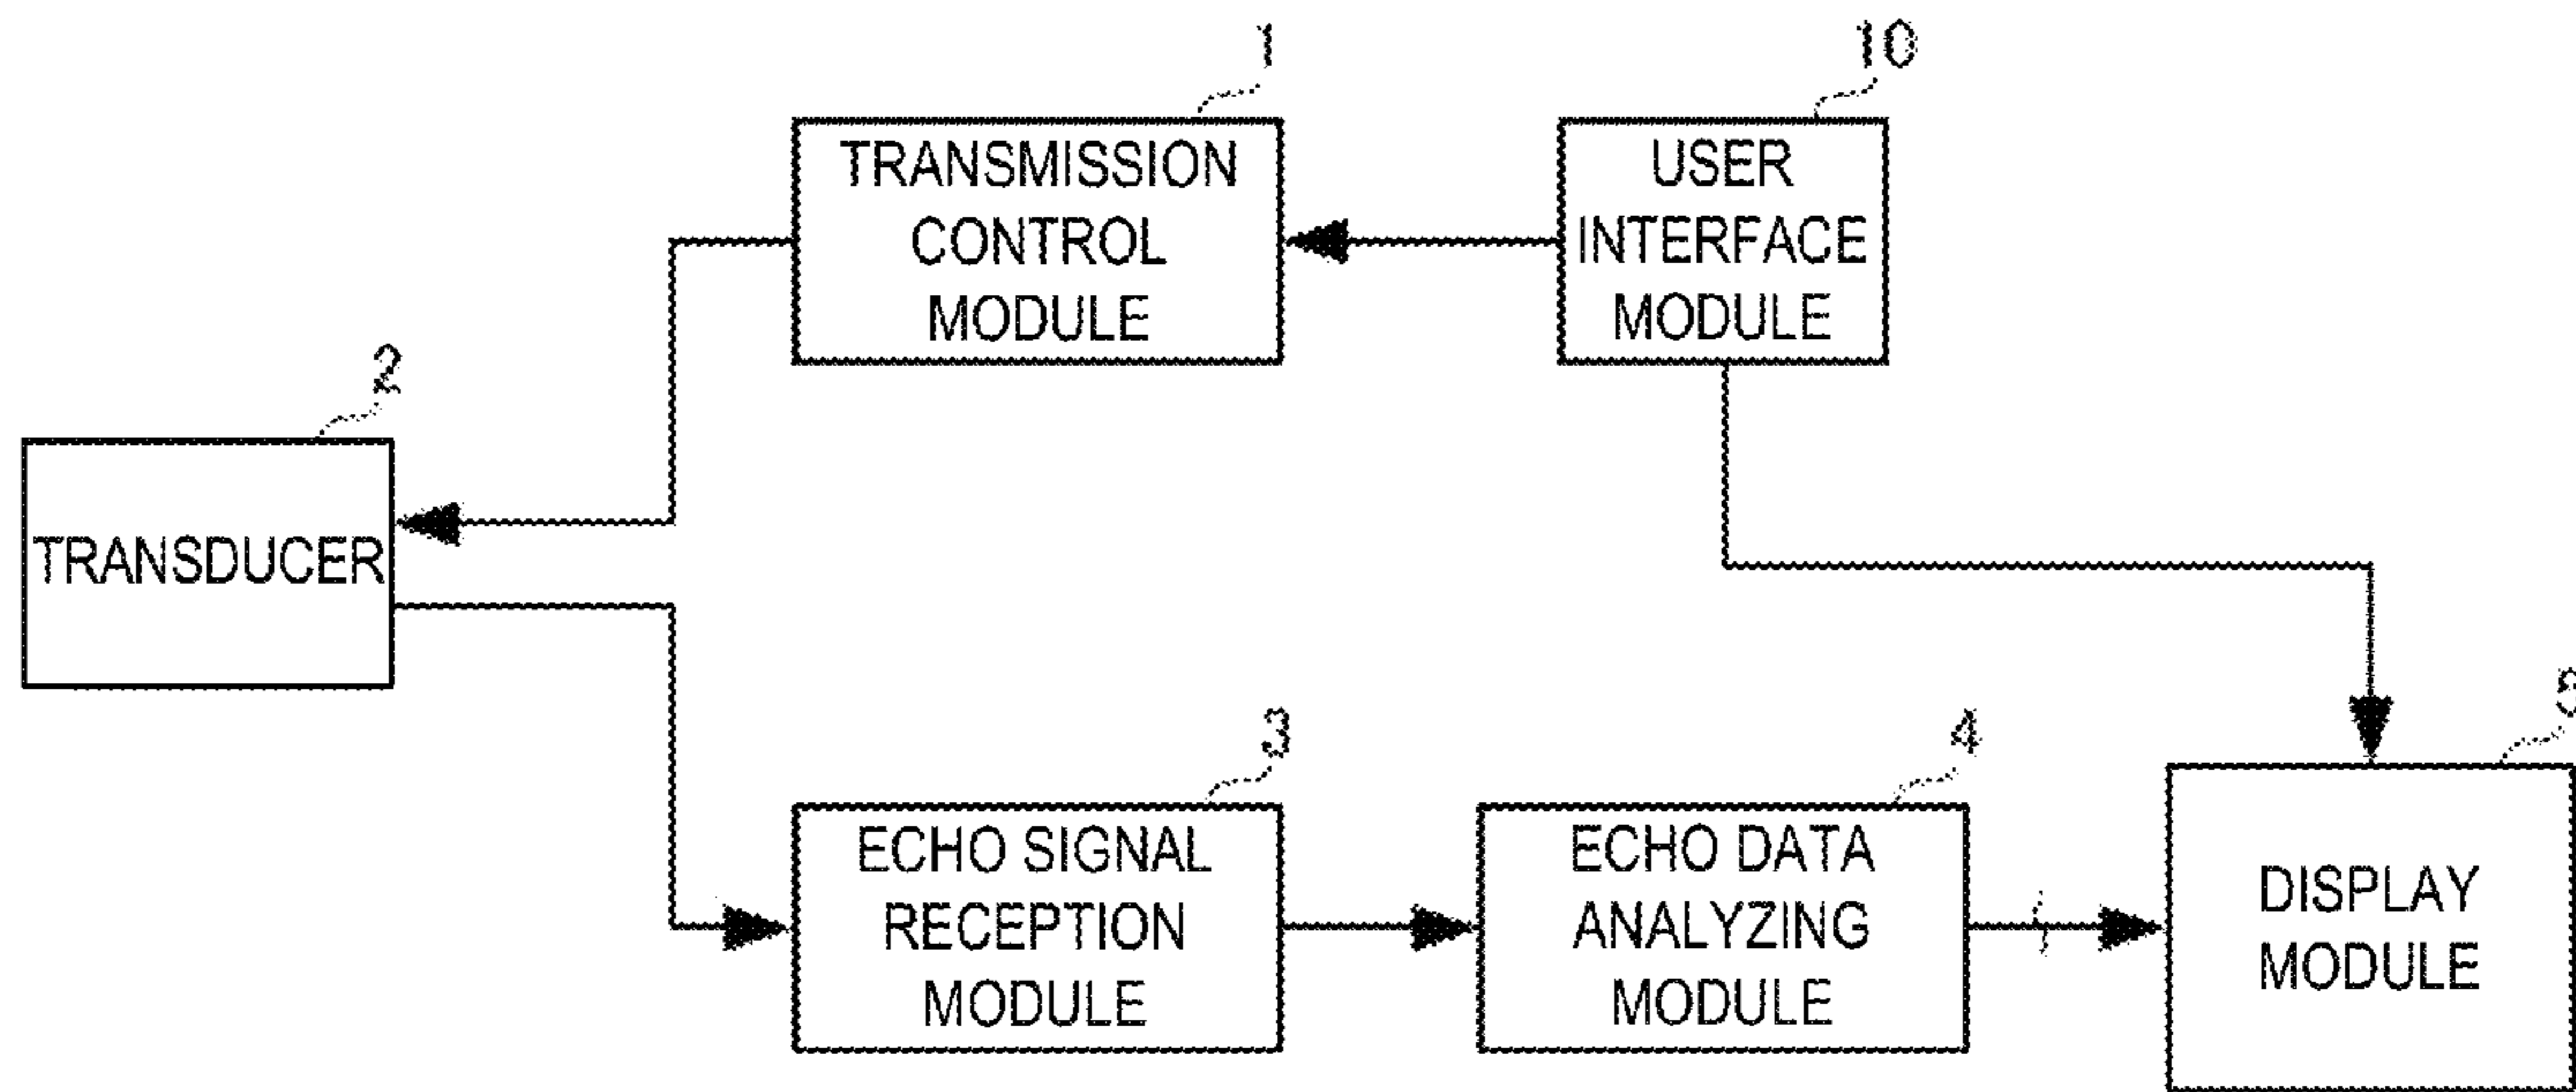 1
10
TRANSMISSION
CONTROL
MODULE
USER
INTERFACE
MODULE
2
TRANSDUCER
3
4
ECHO SIGNAL
RECEPTION
MODULE
ECHO DATA
ANALYZING
MODULE
DISPLAY
MODULE